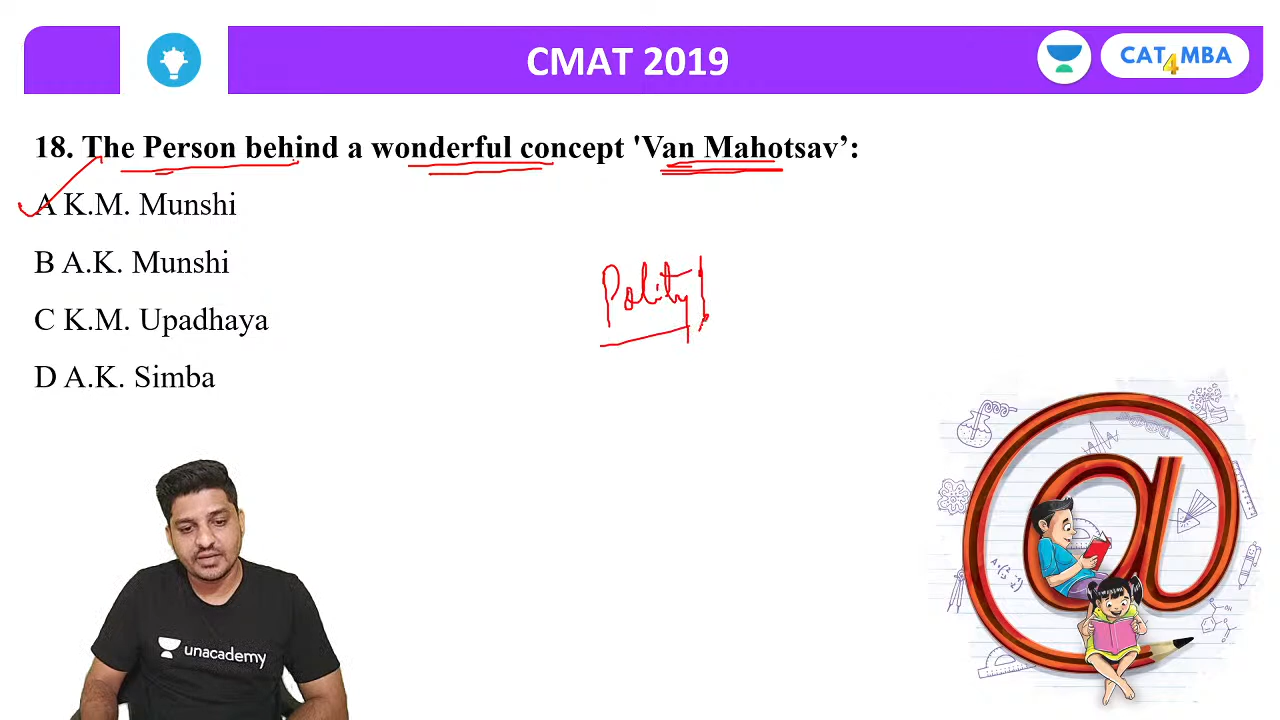 CMAT 2019
CAT4MBA
18. The Person behind a wonderful concept 'Van Mahotsav’:
A K.M. Munshi
B A.K. Munshi
C K.M. Upadhaya
D A.K. Simba
Polity
unacademy